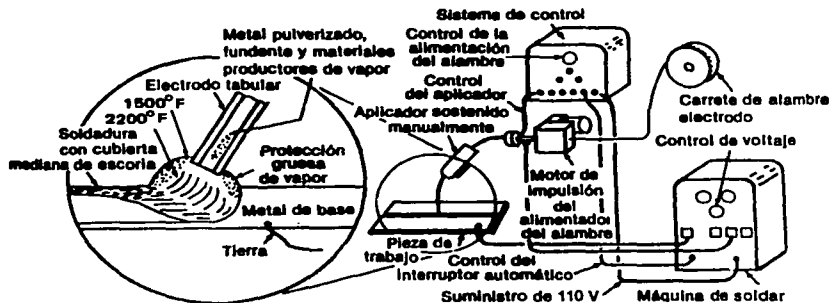 Metal pulverizado,
fundente y materiales
productores de vapor
Electrodo tabular
1500°F
2200°F
Soldadura
con cubierta
mediana de escoria
Protección
gruesa
de vapor
Metal de base
Tierra
Sistema de control
Control de la
alimentación
del alambre
Control
del aplicador
Aplicador sostenido
manualmente
Carrete de alambre
electrodo
Control de voltaje
Motor de
impulsión
del
alimentador
del alambre
Pieza de
trabajo
Control del
interruptor automático
Suministro de 110 V
Máquina de soldar